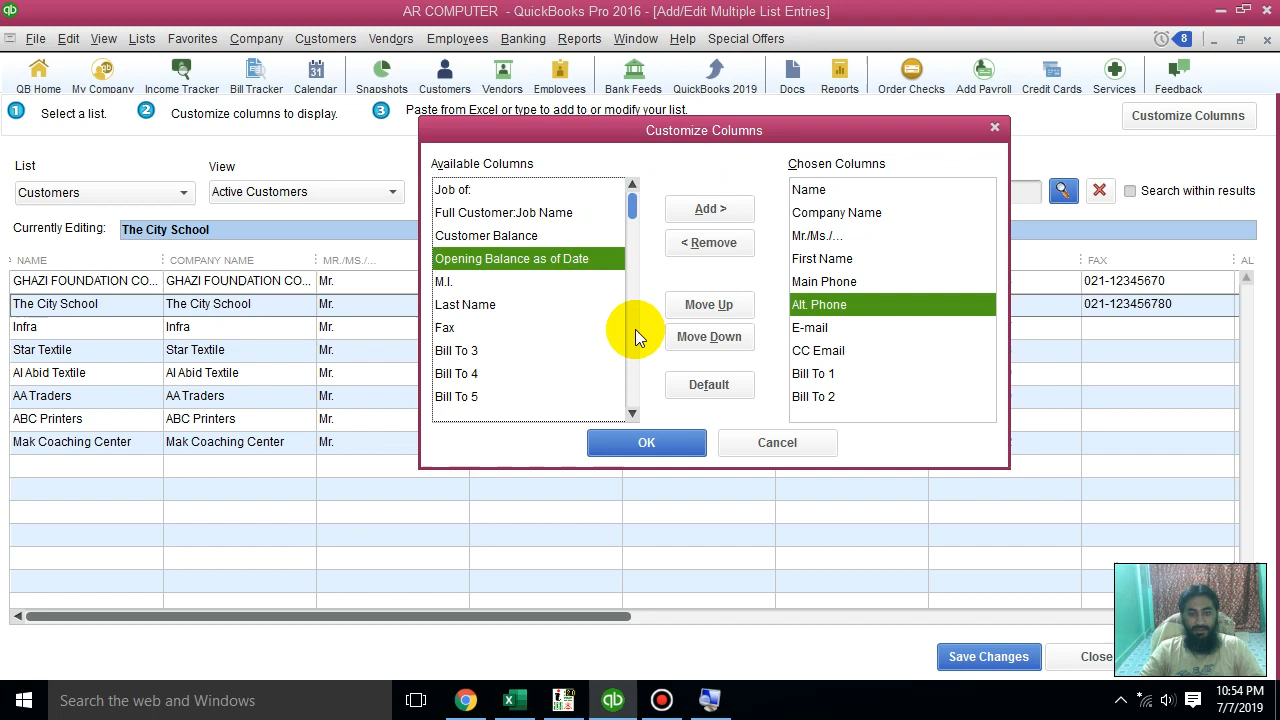 AR COMPUTER - QuickBooks Pro 2016 - [Add/Edit Multiple List Entries]
File Edit View Lists Favorites Company Customers Vendors Employees Banking Reports Window Help Special Offers 8
QB Home My Company Income Tracker Bill Tracker Calendar Snapshots Customers Vendors Employees Bank Feeds QuickBooks 2019 Docs Reports Order Checks Add Payroll Credit Cards Services Feedback
1 Select a list. 2 Customize columns to display. 3 Paste from Excel or type to add to or modify your list. Customize Columns
List View
Customers Active Customers Search within results
Currently Editing: The City School
NAME COMPANY NAME MR./MS./... FAX AL
GHAZI FOUNDATION CO... GHAZI FOUNDATION CO... Mr. 021-12345670
The City School The City School Mr. 021-123456780
Infra Infra Mr.
Star Textile Star Textile Mr.
Al Abid Textile Al Abid Textile Mr.
AA Traders AA Traders Mr.
ABC Printers ABC Printers Mr.
Mak Coaching Center Mak Coaching Center Mr.
Customize Columns
Available Columns
Job of:
Full Customer:Job Name
Customer Balance
Opening Balance as of Date
M.I.
Last Name
Fax
Bill To 3
Bill To 4
Bill To 5
Add >
< Remove
Move Up
Move Down
Default
Chosen Columns
Name
Company Name
Mr./Ms./...
First Name
Main Phone
Alt. Phone
E-mail
CC Email
Bill To 1
Bill To 2
OK Cancel
Save Changes Close
Search the web and Windows
10:54 PM
7/7/2019